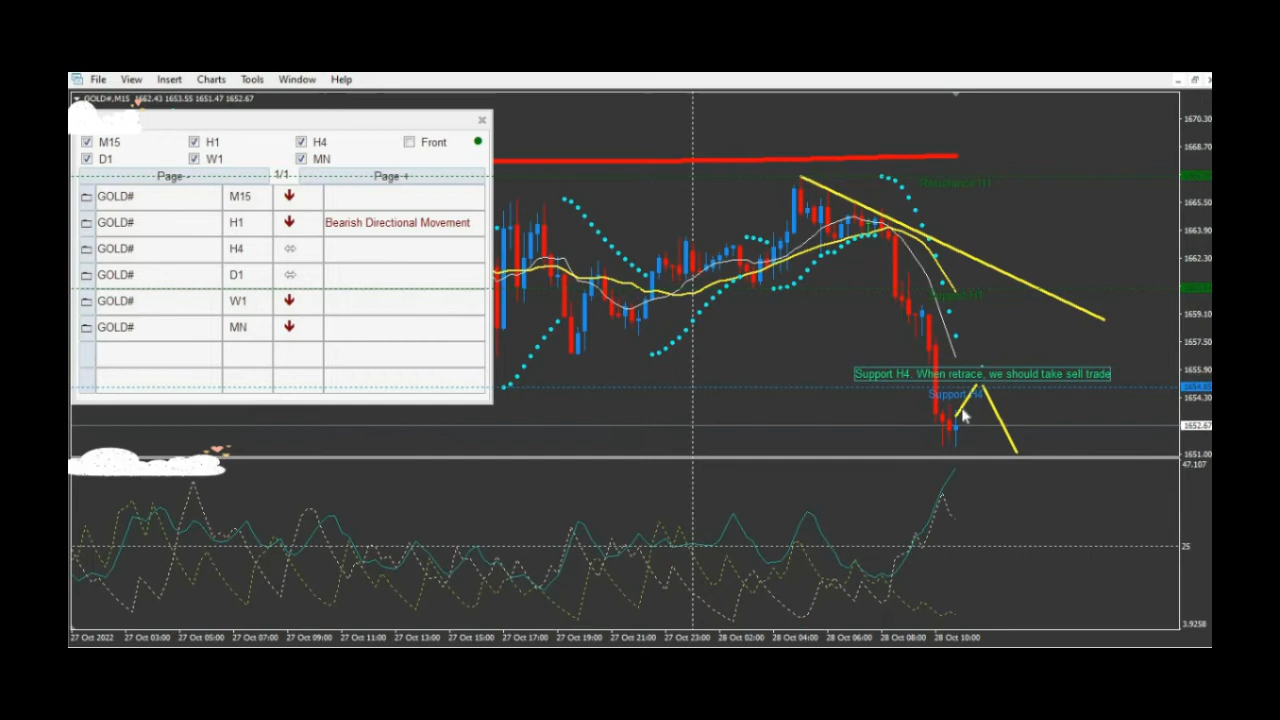 File View Insert Charts Tools Window Help
GOLD#,M15 1652.43 1653.55 1651.47 1652.67
M15 H1 H4 Front
D1 W1 MN
Page - 1/1 Page +
GOLD# M15
GOLD# H1 Bearish Directional Movement
GOLD# H4
GOLD# D1
GOLD# W1
GOLD# MN
1670.30
1668.70
Resistance H1
1665.50
1663.90
1662.30
Support H1
1659.10
1657.50
1655.90
Support H4. When retrace, we should take sell trade
1654.85
Support H4
1654.30
1652.67
1651.00
47.107
25
3.9258
27 Oct 2022 27 Oct 03:00 27 Oct 05:00 27 Oct 07:00 27 Oct 09:00 27 Oct 11:00 27 Oct 13:00 27 Oct 15:00 27 Oct 17:00 27 Oct 19:00 27 Oct 21:00 27 Oct 23:00 28 Oct 02:00 28 Oct 04:00 28 Oct 06:00 28 Oct 08:00 28 Oct 10:00